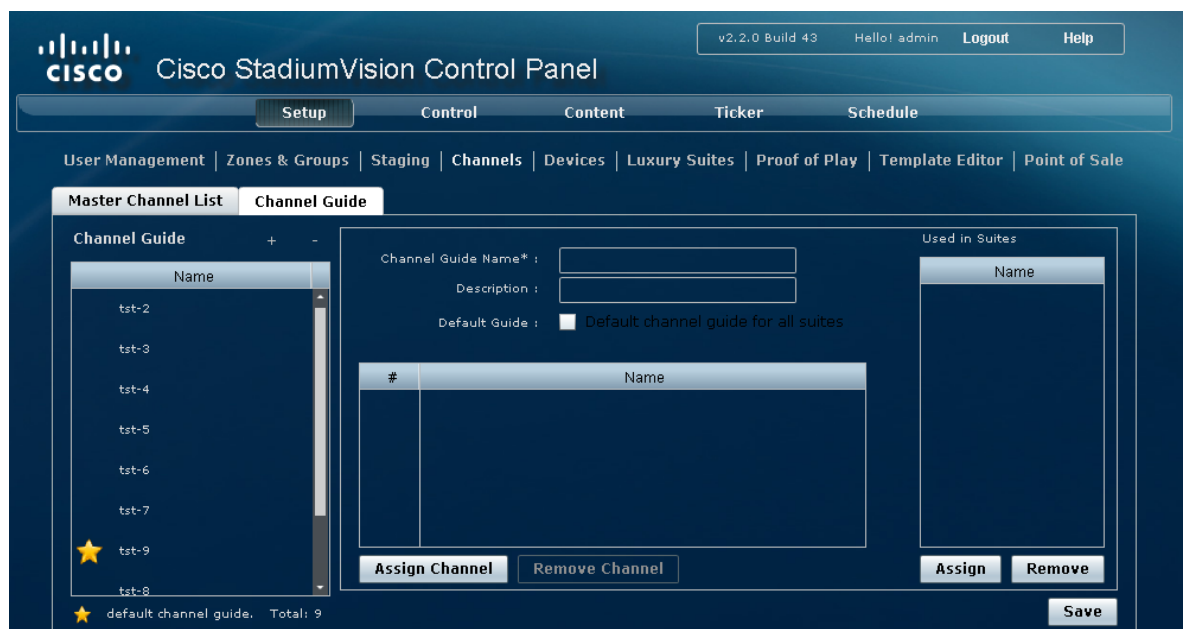 v2.2.0 Build 43 Hello! admin Logout Help
CISCO Cisco StadiumVision Control Panel
Setup Control Content Ticker Schedule
User Management | Zones & Groups | Staging | Channels | Devices | Luxury Suites | Proof of Play | Template Editor | Point of Sale
Master Channel List Channel Guide
Channel Guide + -
Name
tst-2
tst-3
tst-4
tst-5
tst-6
tst-7
tst-9
tst-8
default channel guide. Total: 9
Channel Guide Name* :
Description :
Default Guide : Default channel guide for all suites
# Name
Assign Channel Remove Channel
Used in Suites
Name
Assign Remove
Save